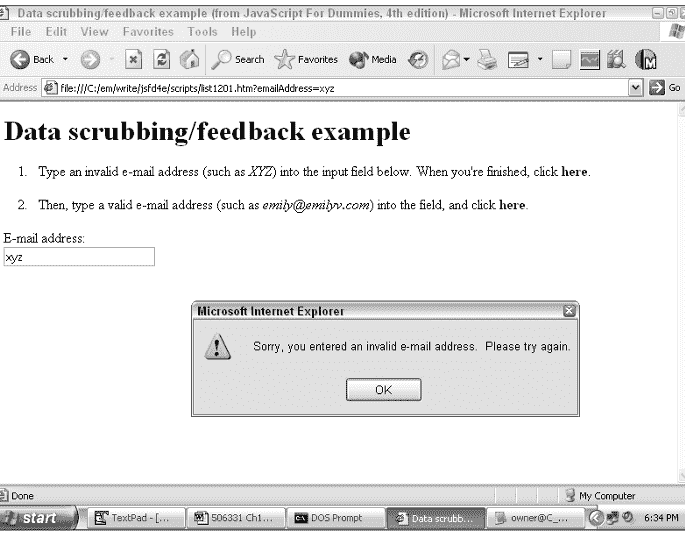 Data scrubbing/feedback example (from JavaScript For Dummies, 4th edition) - Microsoft Internet Explorer
File Edit View Favorites Tools Help
Back Search Favorites Media
Address file:///C:/em/write/jsfd4e/scripts/list1201.htm?emailAddress=xyz Go
Data scrubbing/feedback example
1. Type an invalid e-mail address (such as XYZ) into the input field below. When you're finished, click here.
2. Then, type a valid e-mail address (such as emily@emilyv.com) into the field, and click here.
E-mail address:
xyz
Microsoft Internet Explorer
Sorry, you entered an invalid e-mail address. Please try again.
OK
Done My Computer
start TextPad - [... 506331 Ch1... DOS Prompt Data scrubb... owner@C_... 6:34 PM